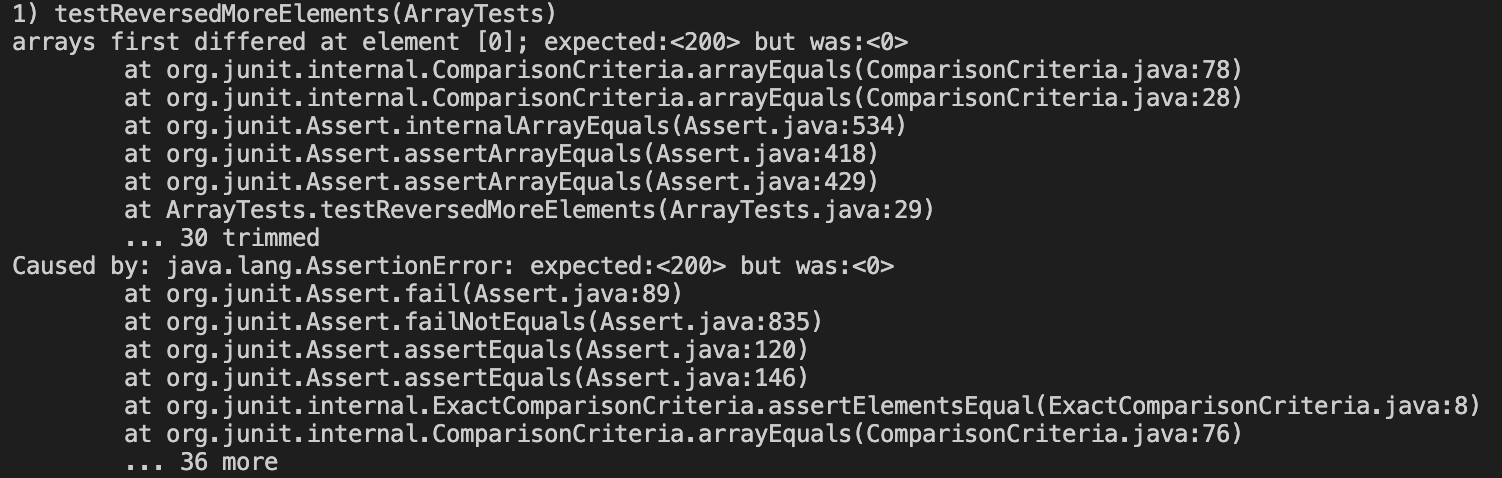 1) testReversedMoreElements(ArrayTests)
arrays first differed at element [0]; expected:<200> but was:<0>
        at org.junit.internal.ComparisonCriteria.arrayEquals(ComparisonCriteria.java:78)
        at org.junit.internal.ComparisonCriteria.arrayEquals(ComparisonCriteria.java:28)
        at org.junit.Assert.internalArrayEquals(Assert.java:534)
        at org.junit.Assert.assertArrayEquals(Assert.java:418)
        at org.junit.Assert.assertArrayEquals(Assert.java:429)
        at ArrayTests.testReversedMoreElements(ArrayTests.java:29)
        ... 30 trimmed
Caused by: java.lang.AssertionError: expected:<200> but was:<0>
        at org.junit.Assert.fail(Assert.java:89)
        at org.junit.Assert.failNotEquals(Assert.java:835)
        at org.junit.Assert.assertEquals(Assert.java:120)
        at org.junit.Assert.assertEquals(Assert.java:146)
        at org.junit.internal.ExactComparisonCriteria.assertElementsEqual(ExactComparisonCriteria.java:8)
        at org.junit.internal.ComparisonCriteria.arrayEquals(ComparisonCriteria.java:76)
        ... 36 more